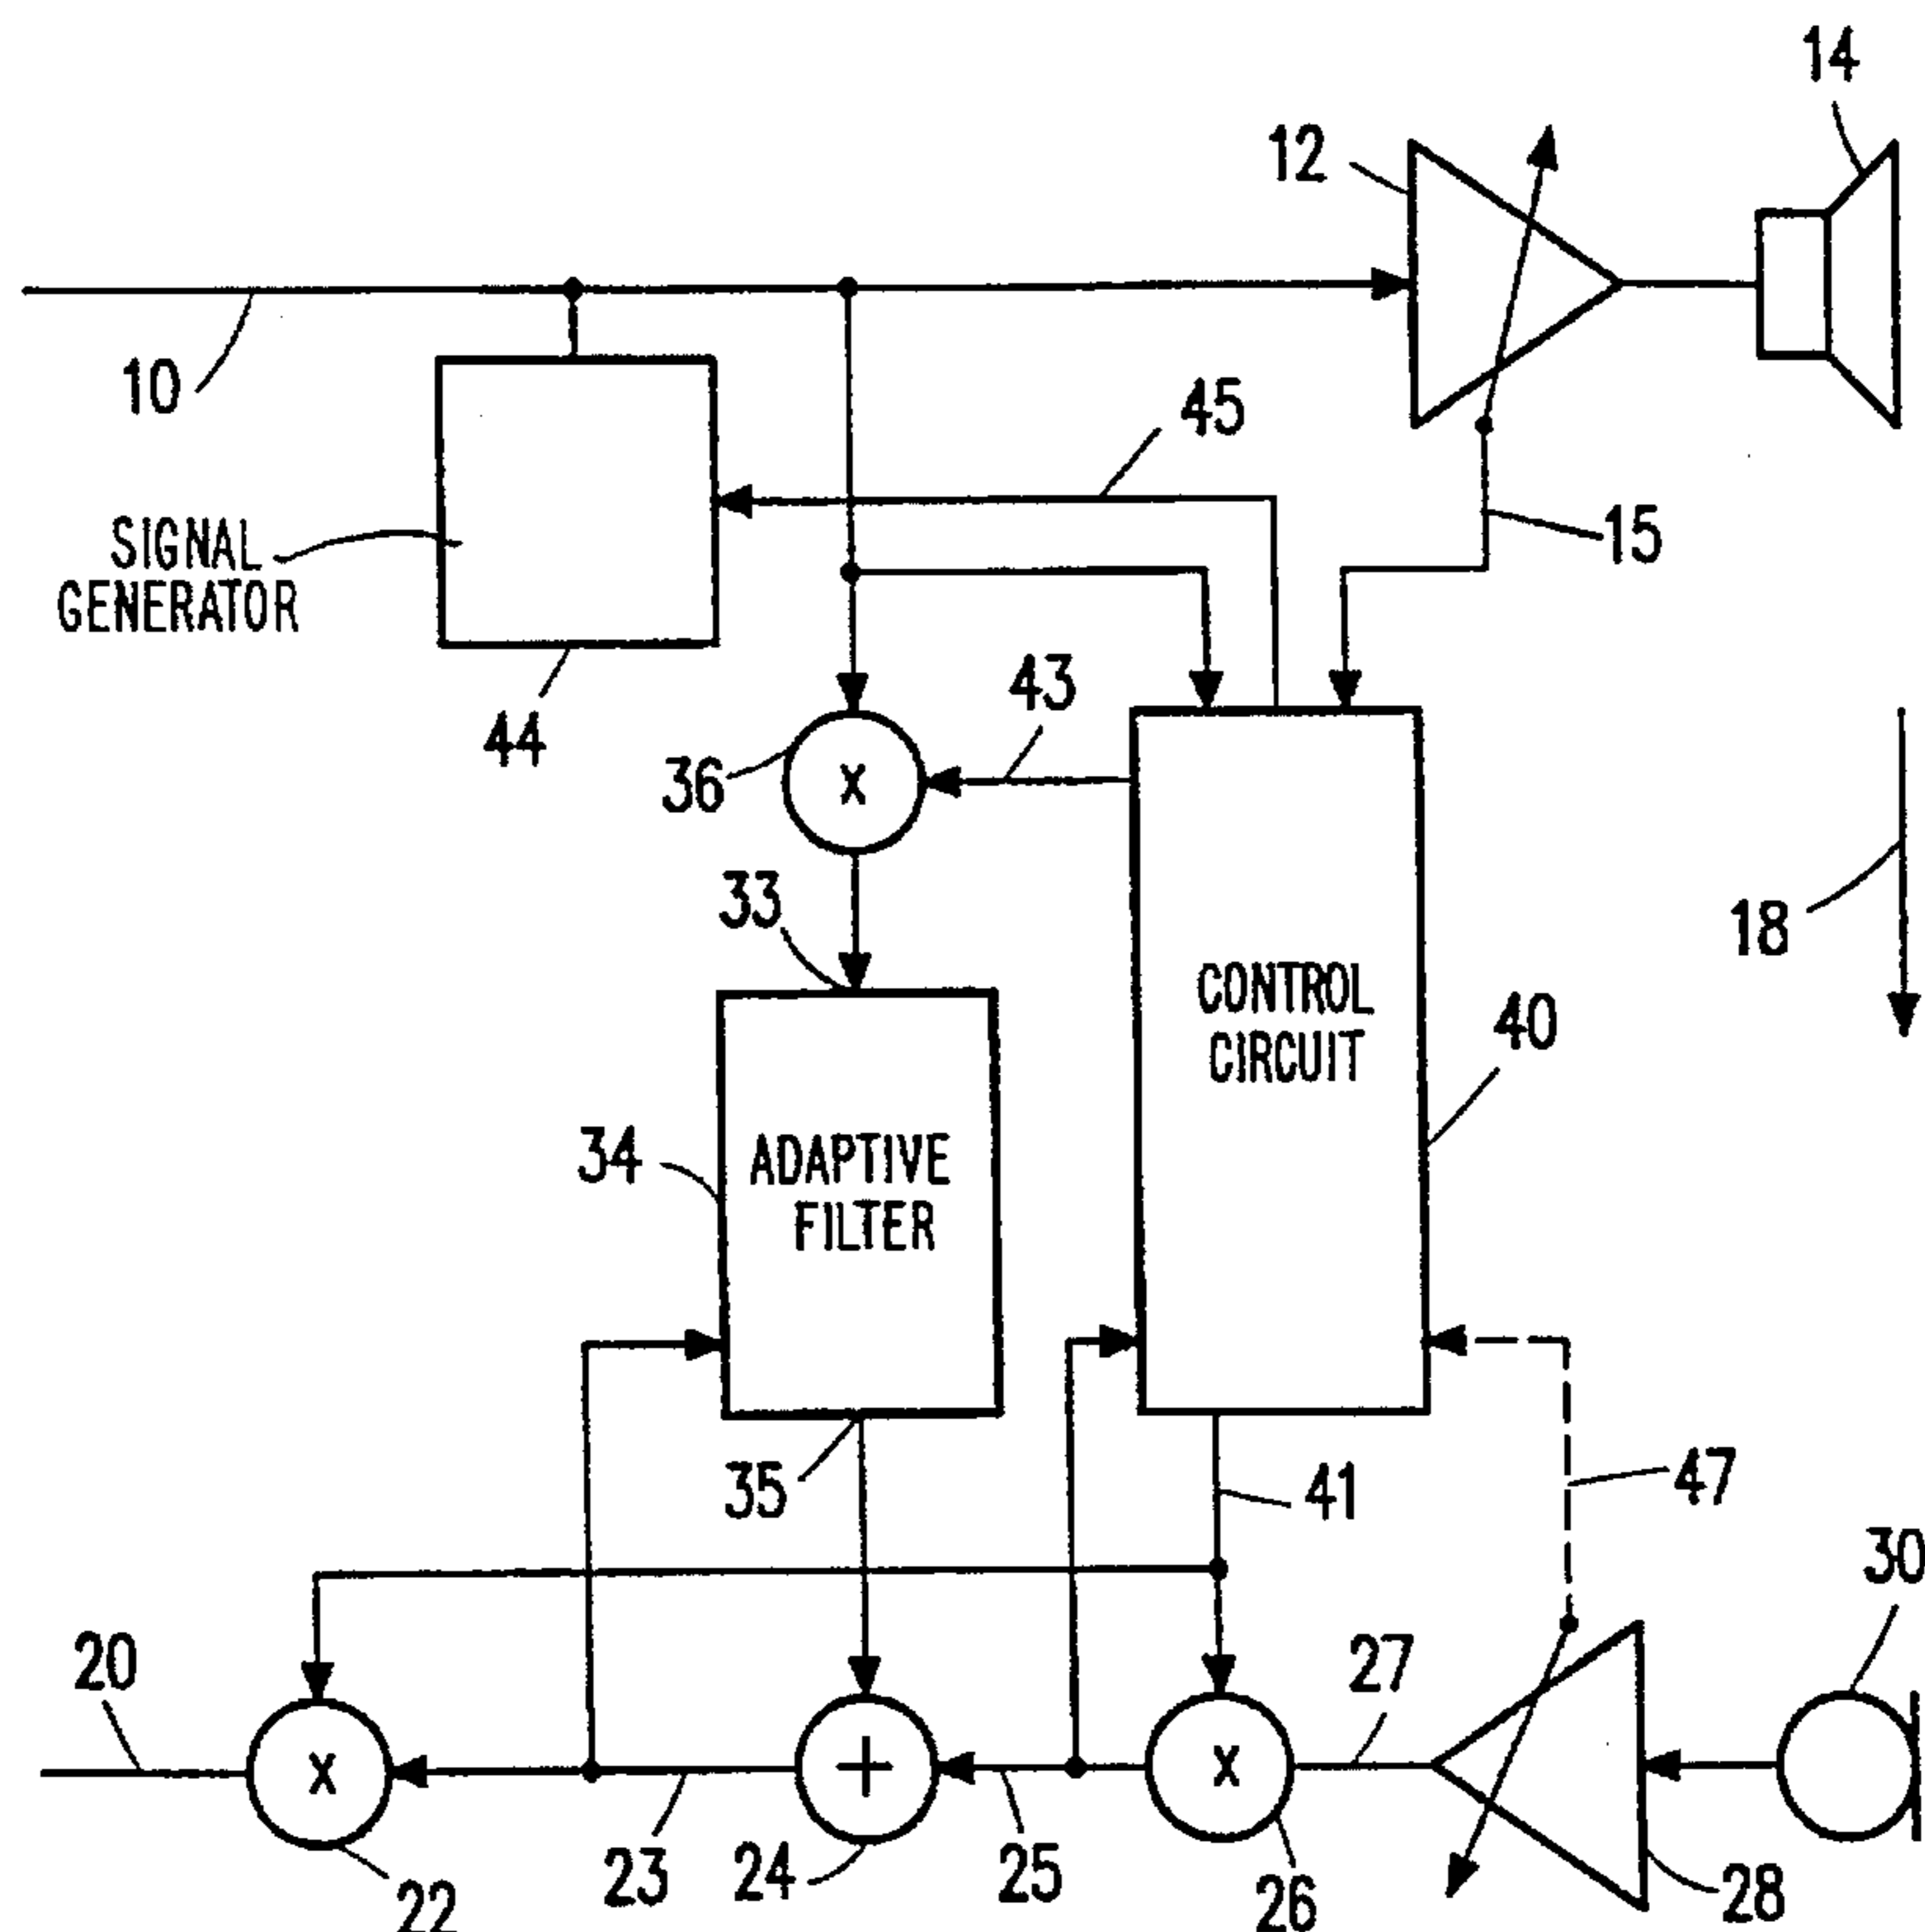 14
12
10
45
SIGNAL
GENERATOR
15
44
43
36
X
33
18
CONTROL
CIRCUIT
40
34
ADAPTIVE
FILTER
35
41
47
30
20
27
X
+
X
23
24
25
22
26
28